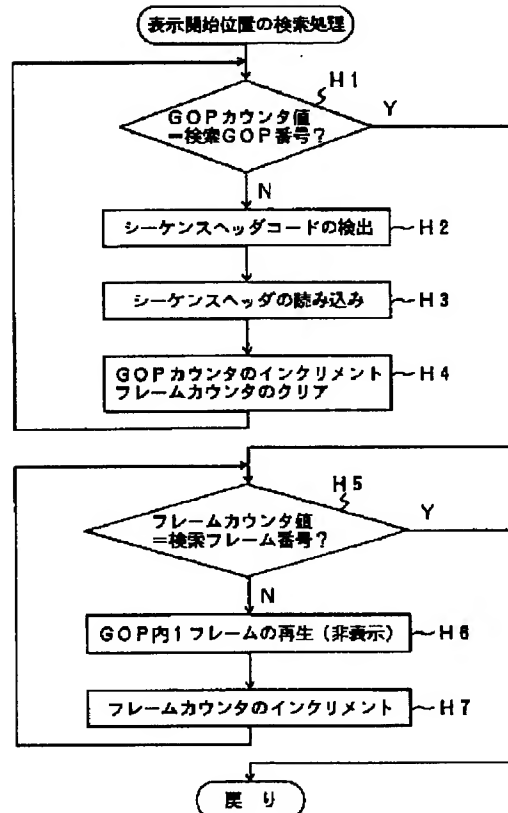 表示開始位置の検索処理
H1
GOPカウンタ値
=検索GOP番号?
Y
N
シーケンスヘッダコードの検出
H2
シーケンスヘッダの読み込み
H3
GOPカウンタのインクリメント
フレームカウンタのクリア
H4
H5
フレームカウンタ値
=検索フレーム番号?
Y
N
GOP内1フレームの再生(非表示)
H6
フレームカウンタのインクリメント
H7
戻り